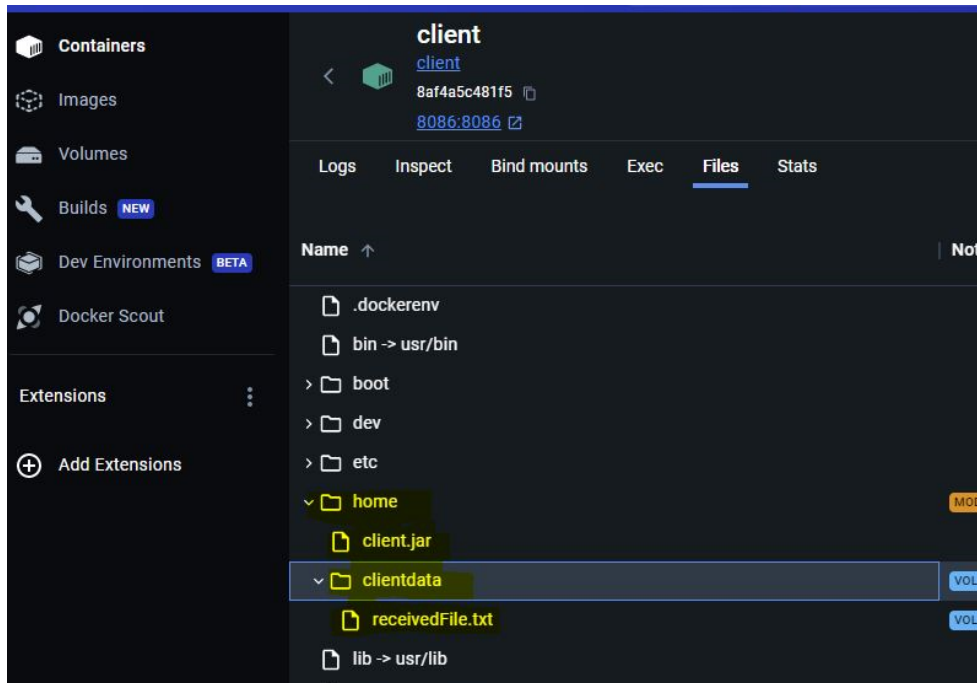 Containers
Images
Volumes
Builds NEW
Dev Environments BETA
Docker Scout
Extensions
Add Extensions
client
client
8af4a5c481f5
8086:8086
Logs Inspect Bind mounts Exec Files Stats
Name
.dockerenv
bin -> usr/bin
boot
dev
etc
home
client.jar
clientdata
receivedFile.txt
lib -> usr/lib